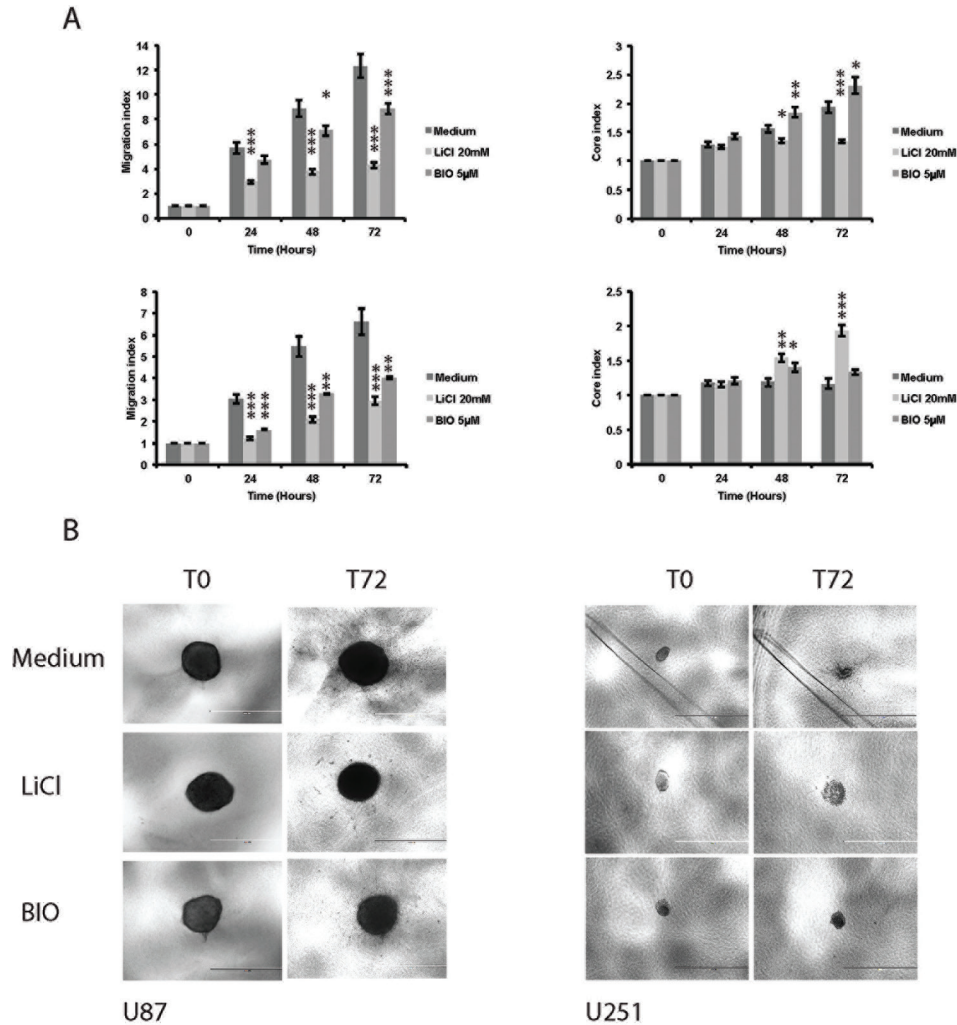 A
14
12
10
8
6
4
2
0
Migration index
*** 
*** *
*** ***
0 24 48 72
Time (Hours)
Medium
LiCl 20mM
BIO 5µM
3
2.5
2
1.5
1
0.5
0
Core index
* **
*** *
0 24 48 72
Time (Hours)
Medium
LiCl 20mM
BIO 5µM
8
7
6
5
4
3
2
1
0
Migration index
*** ***
*** **
*** **
0 24 48 72
Time (Hours)
Medium
LiCl 20mM
BIO 5µM
2.5
2
1.5
1
0.5
0
Core index
** *
***
0 24 48 72
Time (Hours)
Medium
LiCl 20mM
BIO 5µM
B
T0 T72 T0 T72
Medium
LiCl
BIO
U87 U251